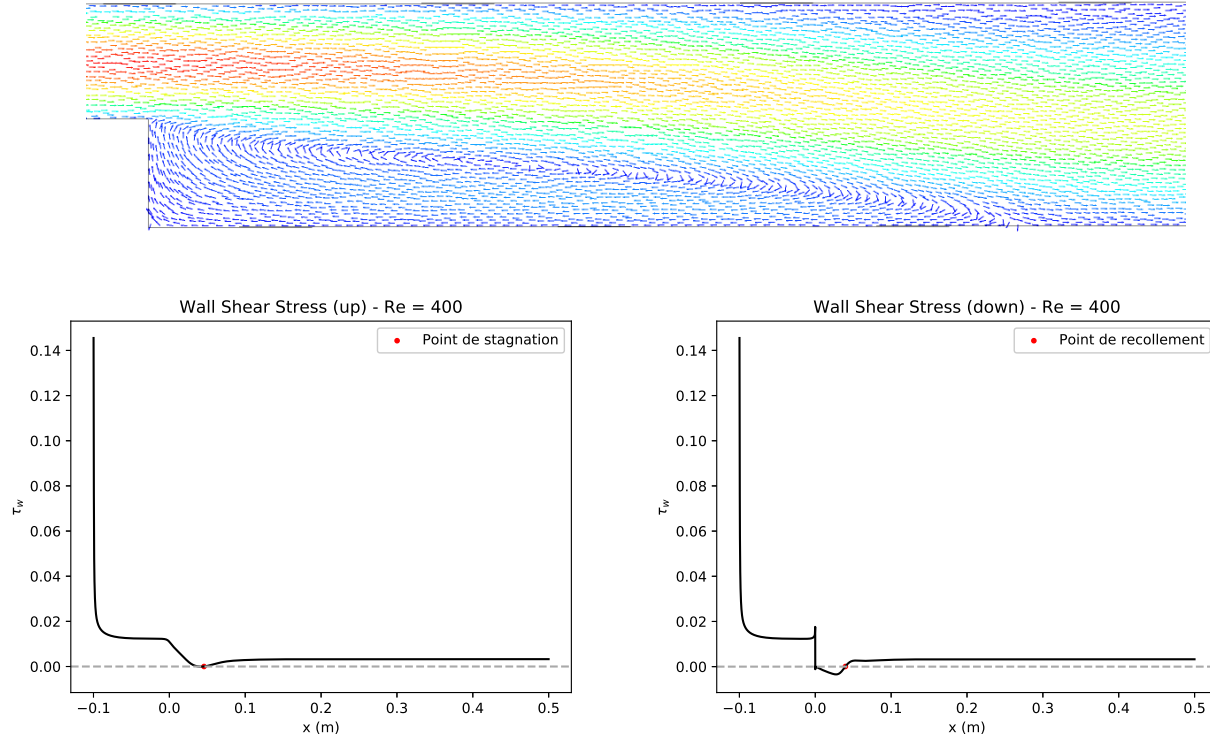 Wall Shear Stress (up) - Re = 400
Point de stagnation
0.14
0.12
0.10
0.08
0.06
0.04
0.02
0.00
τw
−0.1 0.0 0.1 0.2 0.3 0.4 0.5
x (m)
Wall Shear Stress (down) - Re = 400
Point de recollement
0.14
0.12
0.10
0.08
0.06
0.04
0.02
0.00
τw
−0.1 0.0 0.1 0.2 0.3 0.4 0.5
x (m)